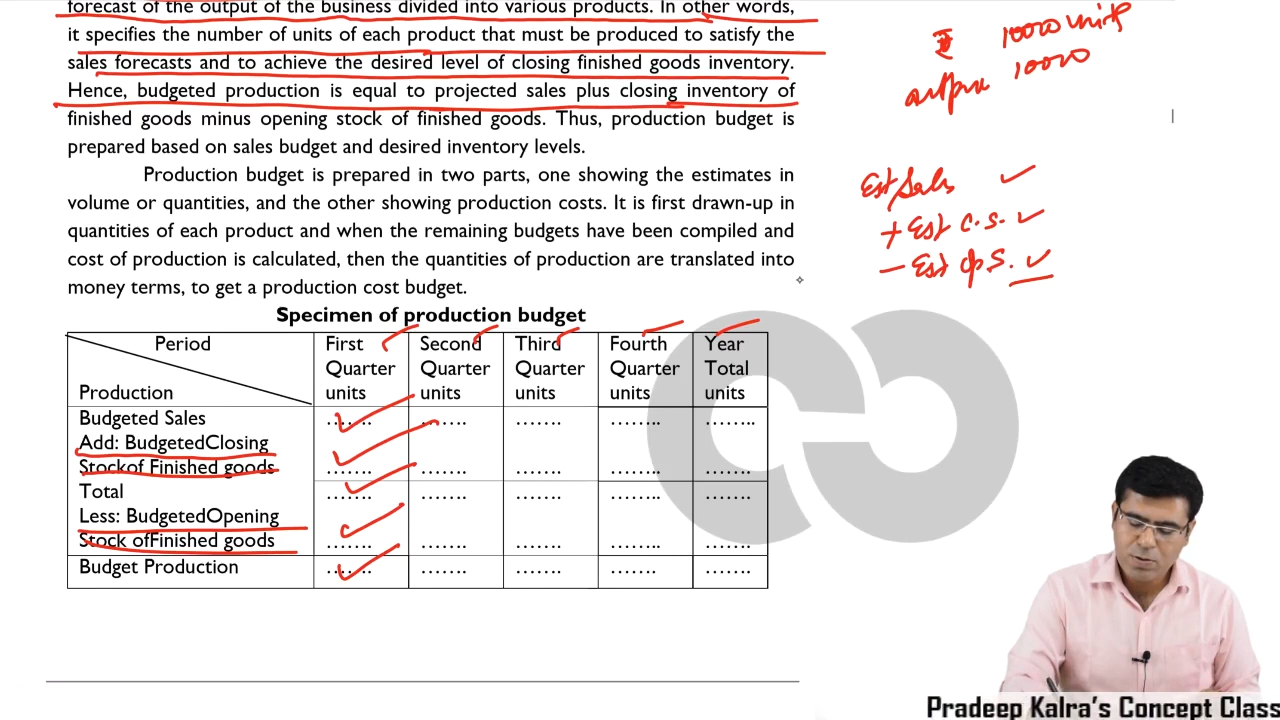 forecast of the output of the business divided into various products. In other words,
it specifies the number of units of each product that must be produced to satisfy the
sales forecasts and to achieve the desired level of closing finished goods inventory.
Hence, budgeted production is equal to projected sales plus closing inventory of
finished goods minus opening stock of finished goods. Thus, production budget is
prepared based on sales budget and desired inventory levels.
Production budget is prepared in two parts, one showing the estimates in
volume or quantities, and the other showing production costs. It is first drawn-up in
quantities of each product and when the remaining budgets have been compiled and
cost of production is calculated, then the quantities of production are translated into
money terms, to get a production cost budget.
Specimen of production budget
Period
Production
First Quarter units
Second Quarter units
Third Quarter units
Fourth Quarter units
Year Total units
Budgeted Sales ……. ……. ……. …….. ……..
Add: BudgetedClosing
Stockof Finished goods ……. ……. ……. …….. …….
Total ……. ……. ……. …….. …….
Less: BudgetedOpening
Stock ofFinished goods ……. ……. ……. …….. …….
Budget Production ……. ……. ……. ……. …….
10000 units
10000
Est Sales ✓
+ Est C.S. ✓
- Est Op S. ✓
Pradeep Kalra's Concept Class